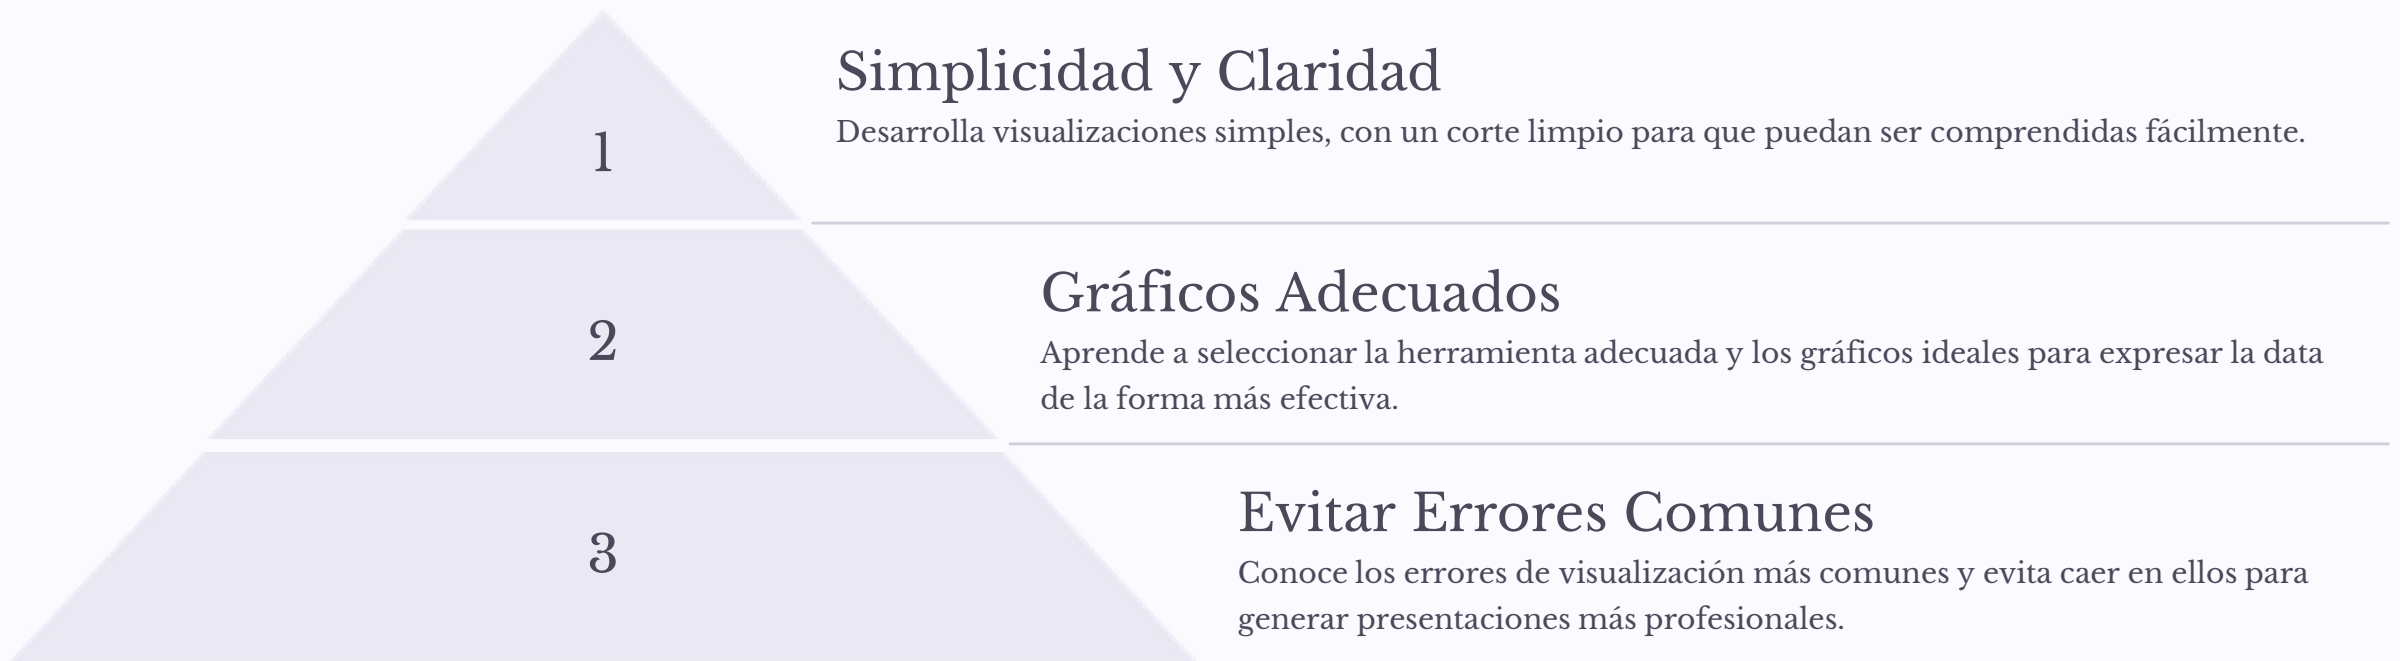 1
Simplicidad y Claridad
Desarrolla visualizaciones simples, con un corte limpio para que puedan ser comprendidas fácilmente.
2
Gráficos Adecuados
Aprende a seleccionar la herramienta adecuada y los gráficos ideales para expresar la data
de la forma más efectiva.
3
Evitar Errores Comunes
Conoce los errores de visualización más comunes y evita caer en ellos para
generar presentaciones más profesionales.